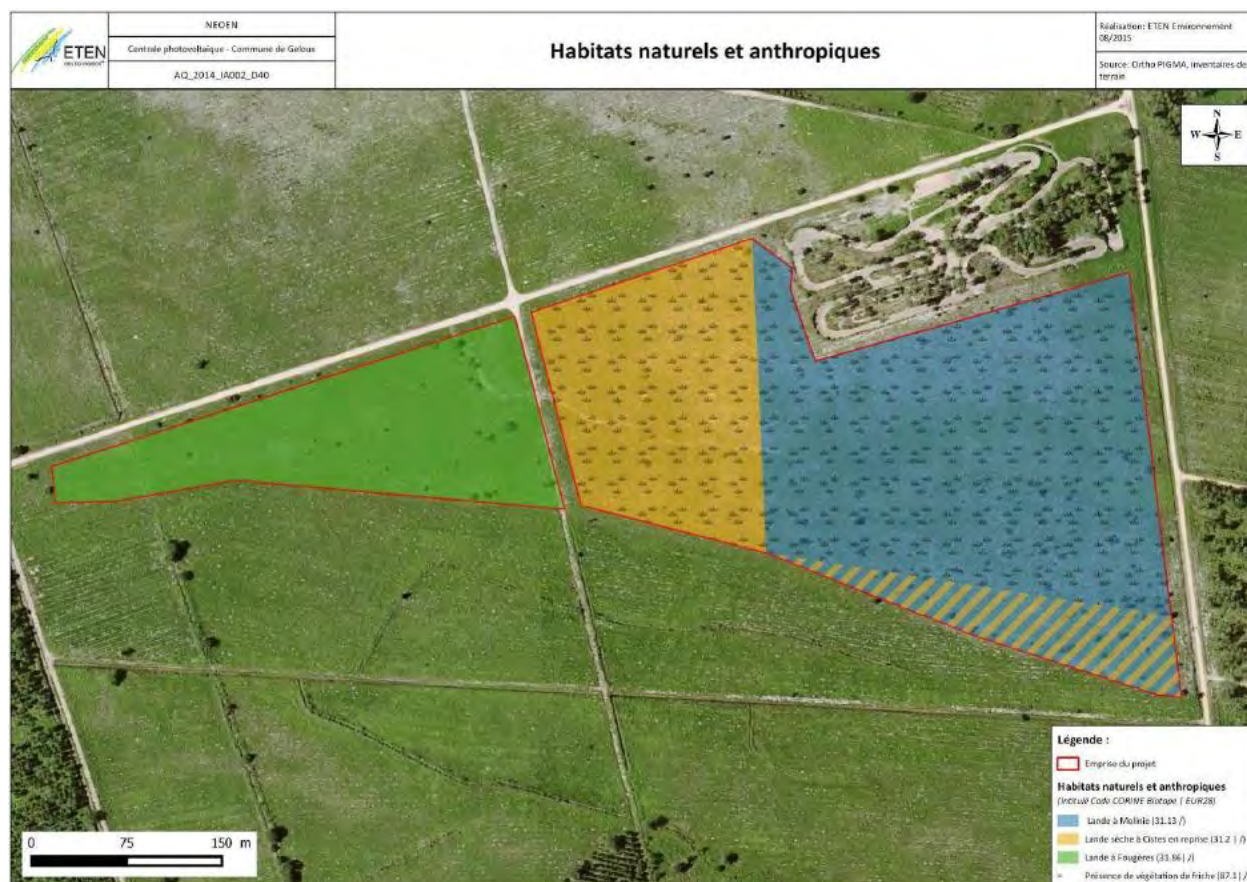 ETEN
ENVIRONNEMENT
NEOEN
Centrale photovoltaïque - Commune de Geloux
AQ_2014_IA002_D40
Habitats naturels et anthropiques
Réalisation: ETEN Environnement
08/2015
Source: Ortho PIGMA, Inventaires de
terrain
N
W E
S
Légende :
Emprise du projet
Habitats naturels et anthropiques
(Intitulé Code CORINE Biotope | EUR28)
Lande à Molinie (31.13 /)
Lande sèche à Cistes en reprise (31.2 | /)
Lande à Fougères (31.86 | /)
Présence de végétation de friche (87.1 | /
0 75 150 m